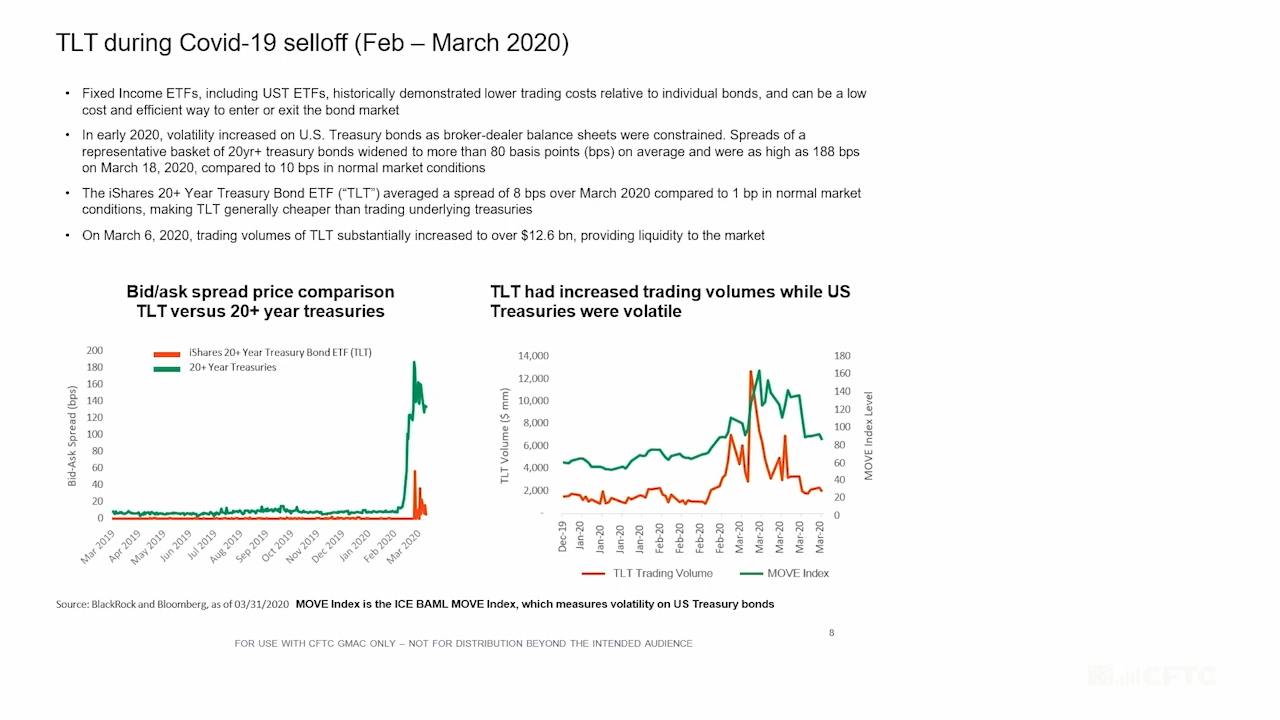 TLT during Covid-19 selloff (Feb – March 2020)
• Fixed Income ETFs, including UST ETFs, historically demonstrated lower trading costs relative to individual bonds, and can be a low
cost and efficient way to enter or exit the bond market
• In early 2020, volatility increased on U.S. Treasury bonds as broker-dealer balance sheets were constrained. Spreads of a
representative basket of 20yr+ treasury bonds widened to more than 80 basis points (bps) on average and were as high as 188 bps
on March 18, 2020, compared to 10 bps in normal market conditions
• The iShares 20+ Year Treasury Bond ETF (“TLT”) averaged a spread of 8 bps over March 2020 compared to 1 bp in normal market
conditions, making TLT generally cheaper than trading underlying treasuries
• On March 6, 2020, trading volumes of TLT substantially increased to over $12.6 bn, providing liquidity to the market
Bid/ask spread price comparison
TLT versus 20+ year treasuries
iShares 20+ Year Treasury Bond ETF (TLT)
20+ Year Treasuries
Bid-Ask Spread (bps)
200
180
160
140
120
100
80
60
40
20
0
Mar 2019
Apr 2019
May 2019
Jun 2019
Jul 2019
Aug 2019
Sep 2019
Oct 2019
Nov 2019
Dec 2019
Jan 2020
Feb 2020
Mar 2020
TLT had increased trading volumes while US
Treasuries were volatile
TLT Volume ($ mm)
14,000
12,000
10,000
8,000
6,000
4,000
2,000
-
180
160
140
120
100
80
60
40
20
0
MOVE Index Level
Dec-19
Jan-20
Jan-20
Jan-20
Jan-20
Feb-20
Feb-20
Feb-20
Feb-20
Mar-20
Mar-20
Mar-20
Mar-20
Mar-20
TLT Trading Volume
MOVE Index
Source: BlackRock and Bloomberg, as of 03/31/2020 MOVE Index is the ICE BAML MOVE Index, which measures volatility on US Treasury bonds
8
FOR USE WITH CFTC GMAC ONLY – NOT FOR DISTRIBUTION BEYOND THE INTENDED AUDIENCE
CFTC